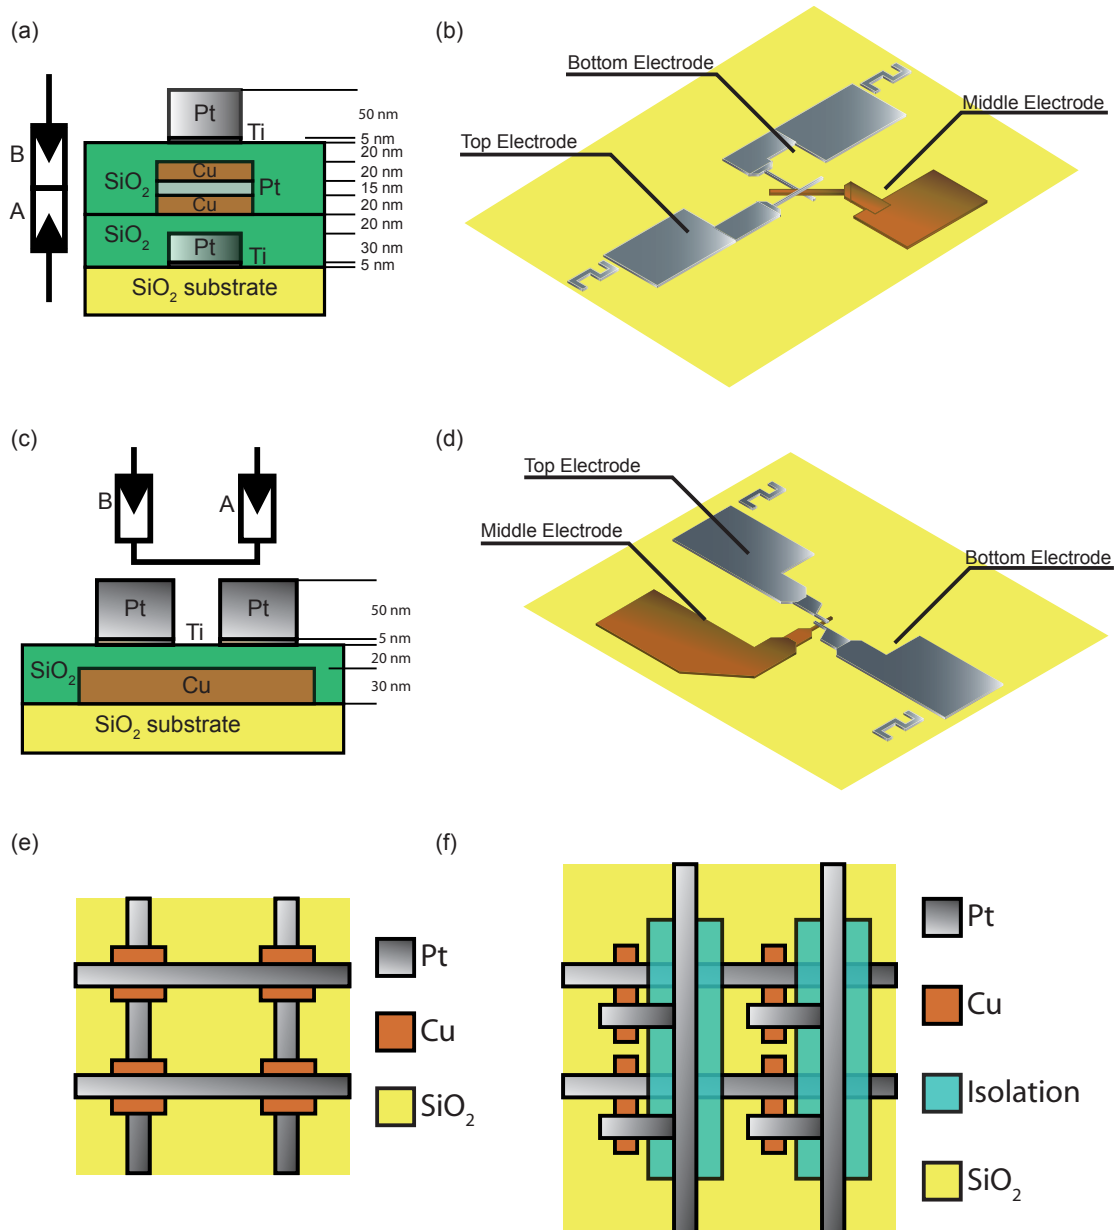 (a)
Pt
Ti
50 nm
5 nm
20 nm
20 nm
15 nm
20 nm
20 nm
30 nm
5 nm
B
A
SiO2
Cu
Pt
Cu
SiO2
Pt
Ti
SiO2 substrate
(b)
Bottom Electrode
Middle Electrode
Top Electrode
(c)
B
A
Pt
Ti
Pt
50 nm
5 nm
20 nm
30 nm
SiO2
Cu
SiO2 substrate
(d)
Top Electrode
Middle Electrode
Bottom Electrode
(e)
Pt
Cu
SiO2
(f)
Pt
Cu
Isolation
SiO2